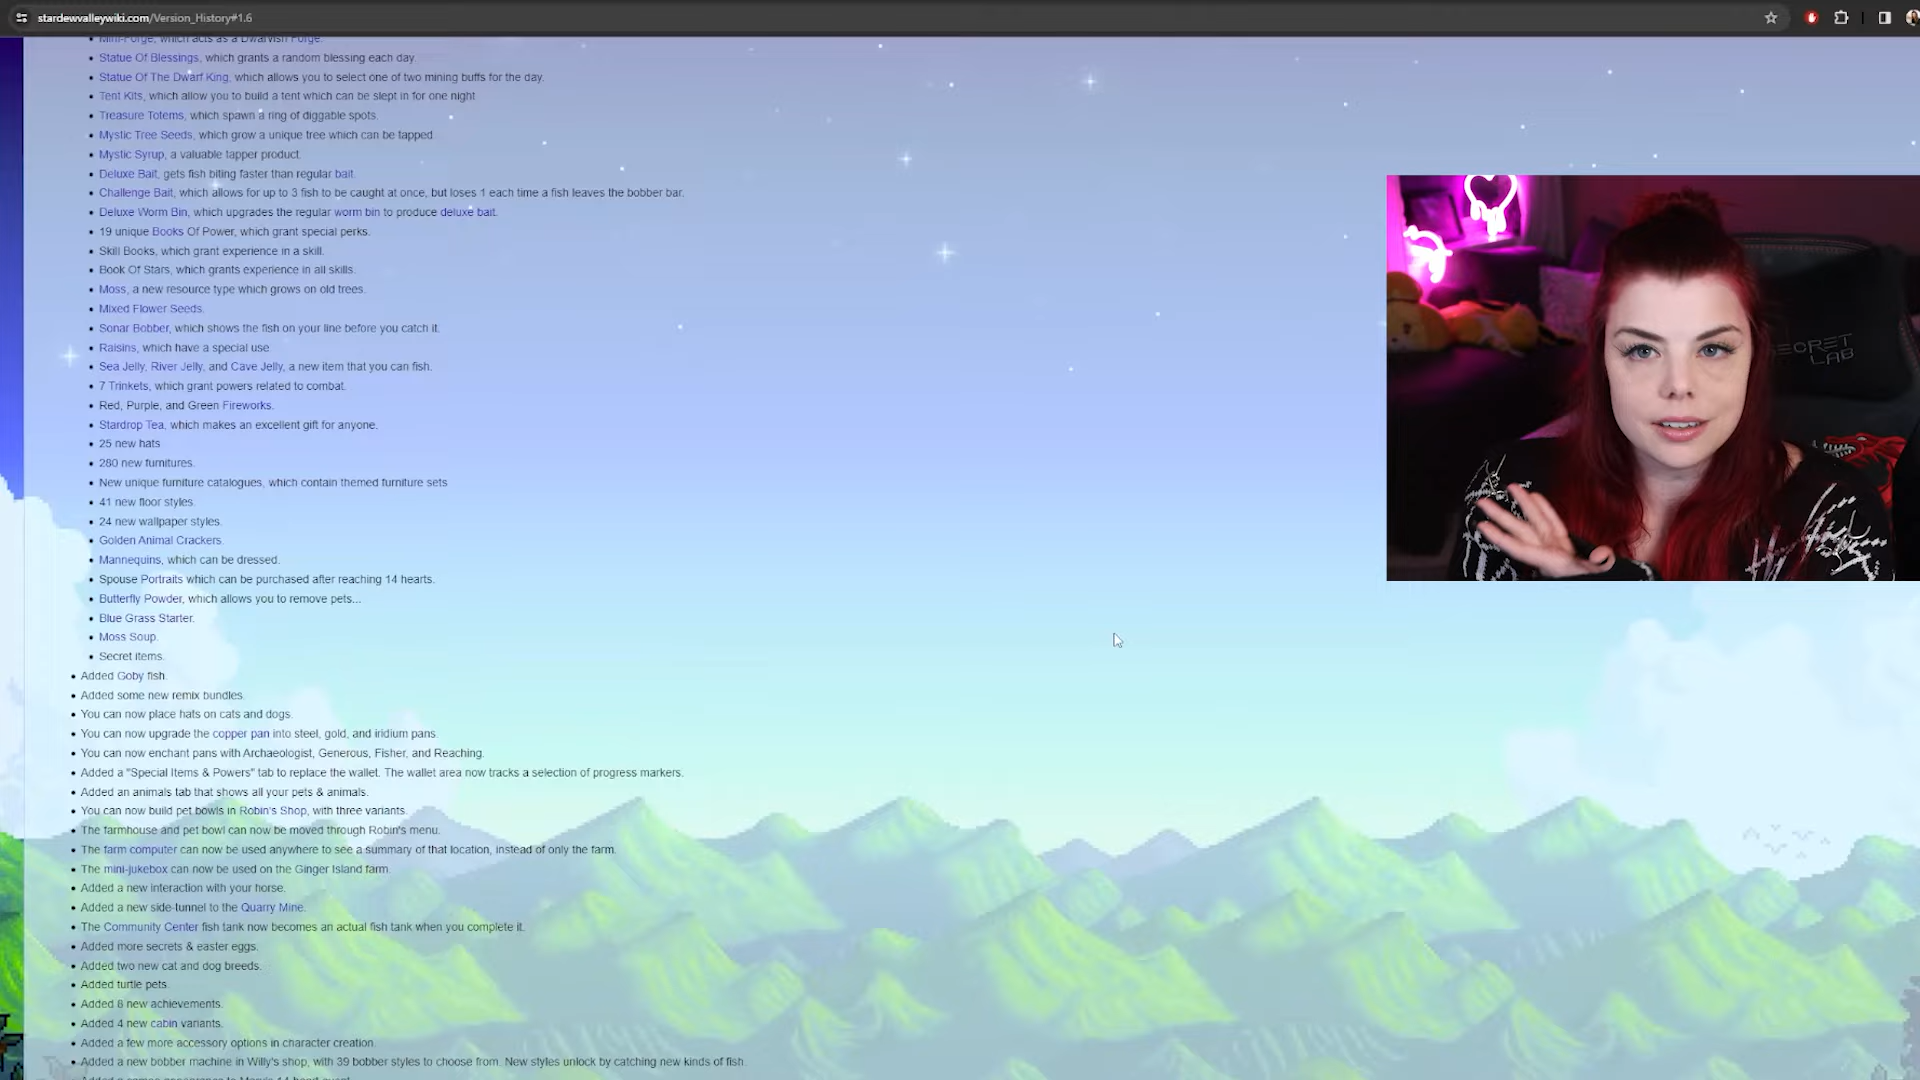 stardewvalleywiki.com/Version_History#1.6
Mini-Forge, which acts as a Dwarvish Forge.
Statue Of Blessings, which grants a random blessing each day.
Statue Of The Dwarf King, which allows you to select one of two mining buffs for the day.
Tent Kits, which allow you to build a tent which can be slept in for one night
Treasure Totems, which spawn a ring of diggable spots.
Mystic Tree Seeds, which grow a unique tree which can be tapped.
Mystic Syrup, a valuable tapper product.
Deluxe Bait, gets fish biting faster than regular bait.
Challenge Bait, which allows for up to 3 fish to be caught at once, but loses 1 each time a fish leaves the bobber bar.
Deluxe Worm Bin, which upgrades the regular worm bin to produce deluxe bait.
19 unique Books Of Power, which grant special perks.
Skill Books, which grant experience in a skill.
Book Of Stars, which grants experience in all skills.
Moss, a new resource type which grows on old trees.
Mixed Flower Seeds.
Sonar Bobber, which shows the fish on your line before you catch it.
Raisins, which have a special use
Sea Jelly, River Jelly, and Cave Jelly, a new item that you can fish.
7 Trinkets, which grant powers related to combat.
Red, Purple, and Green Fireworks.
Stardrop Tea, which makes an excellent gift for anyone.
25 new hats
280 new furnitures.
New unique furniture catalogues, which contain themed furniture sets
41 new floor styles.
24 new wallpaper styles.
Golden Animal Crackers.
Mannequins, which can be dressed.
Spouse Portraits which can be purchased after reaching 14 hearts.
Butterfly Powder, which allows you to remove pets...
Blue Grass Starter.
Moss Soup.
Secret items.
Added Goby fish.
Added some new remix bundles.
You can now place hats on cats and dogs.
You can now upgrade the copper pan into steel, gold, and iridium pans.
You can now enchant pans with Archaeologist, Generous, Fisher, and Reaching.
Added a "Special Items & Powers" tab to replace the wallet. The wallet area now tracks a selection of progress markers.
Added an animals tab that shows all your pets & animals.
You can now build pet bowls in Robin's Shop, with three variants.
The farmhouse and pet bowl can now be moved through Robin's menu.
The farm computer can now be used anywhere to see a summary of that location, instead of only the farm.
The mini-jukebox can now be used on the Ginger Island farm.
Added a new interaction with your horse.
Added a new side-tunnel to the Quarry Mine.
The Community Center fish tank now becomes an actual fish tank when you complete it.
Added more secrets & easter eggs.
Added two new cat and dog breeds.
Added turtle pets.
Added 8 new achievements.
Added 4 new cabin variants.
Added a few more accessory options in character creation.
Added a new bobber machine in Willy's shop, with 39 bobber styles to choose from. New styles unlock by catching new kinds of fish.
SECRET
LAB